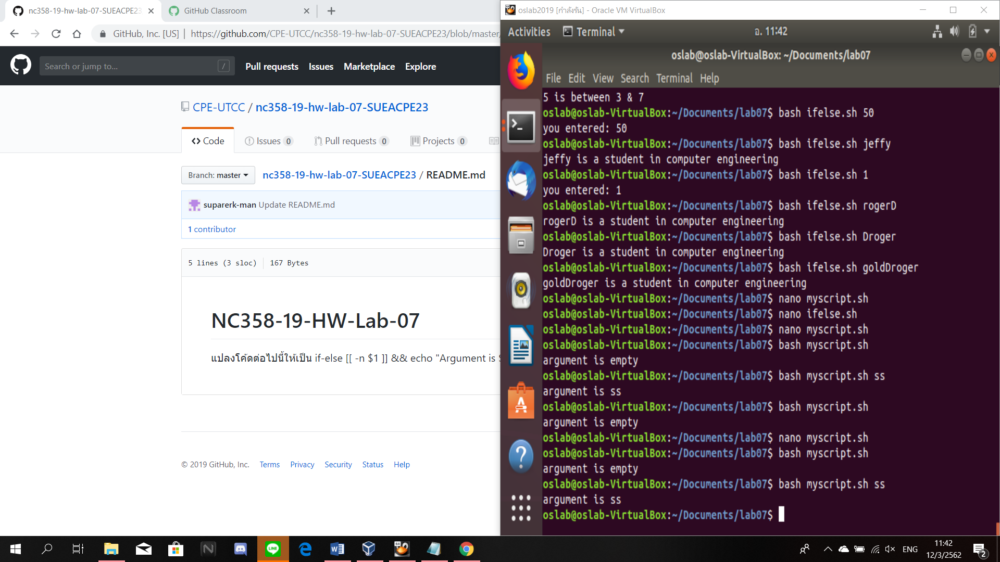 nc358-19-hw-lab-07-SUEACPE23
GitHub Classroom
GitHub, Inc. [US] | https://github.com/CPE-UTCC/nc358-19-hw-lab-07-SUEACPE23/blob/master/
Search or jump to... /
Pull requests Issues Marketplace Explore
CPE-UTCC / nc358-19-hw-lab-07-SUEACPE23
Code Issues 0 Pull requests 0 Projects 0
Branch: master nc358-19-hw-lab-07-SUEACPE23 / README.md
suparerk-man Update README.md
1 contributor
5 lines (3 sloc) 167 Bytes
NC358-19-HW-Lab-07
แปลงโค้ดต่อไปนี้ให้เป็น if-else [[ -n $1 ]] && echo "Argument is
© 2019 GitHub, Inc. Terms Privacy Security Status Help
oslab2019 [กำลังรัน] - Oracle VM VirtualBox
Activities Terminal อ. 11:42
oslab@oslab-VirtualBox: ~/Documents/lab07
File Edit View Search Terminal Help
5 is between 3 & 7
oslab@oslab-VirtualBox:~/Documents/lab07$ bash ifelse.sh 50
you entered: 50
oslab@oslab-VirtualBox:~/Documents/lab07$ bash ifelse.sh jeffy
jeffy is a student in computer engineering
oslab@oslab-VirtualBox:~/Documents/lab07$ bash ifelse.sh 1
you entered: 1
oslab@oslab-VirtualBox:~/Documents/lab07$ bash ifelse.sh rogerD
rogerD is a student in computer engineering
oslab@oslab-VirtualBox:~/Documents/lab07$ bash ifelse.sh Droger
Droger is a student in computer engineering
oslab@oslab-VirtualBox:~/Documents/lab07$ bash ifelse.sh goldDroger
goldDroger is a student in computer engineering
oslab@oslab-VirtualBox:~/Documents/lab07$ nano myscript.sh
oslab@oslab-VirtualBox:~/Documents/lab07$ nano ifelse.sh
oslab@oslab-VirtualBox:~/Documents/lab07$ nano myscript.sh
oslab@oslab-VirtualBox:~/Documents/lab07$ bash myscript.sh
argument is empty
oslab@oslab-VirtualBox:~/Documents/lab07$ bash myscript.sh ss
argument is ss
oslab@oslab-VirtualBox:~/Documents/lab07$ bash myscript.sh
argument is empty
oslab@oslab-VirtualBox:~/Documents/lab07$ nano myscript.sh
oslab@oslab-VirtualBox:~/Documents/lab07$ bash myscript.sh
argument is empty
oslab@oslab-VirtualBox:~/Documents/lab07$ bash myscript.sh ss
argument is ss
oslab@oslab-VirtualBox:~/Documents/lab07$
ENG
11:42
12/3/2562
2